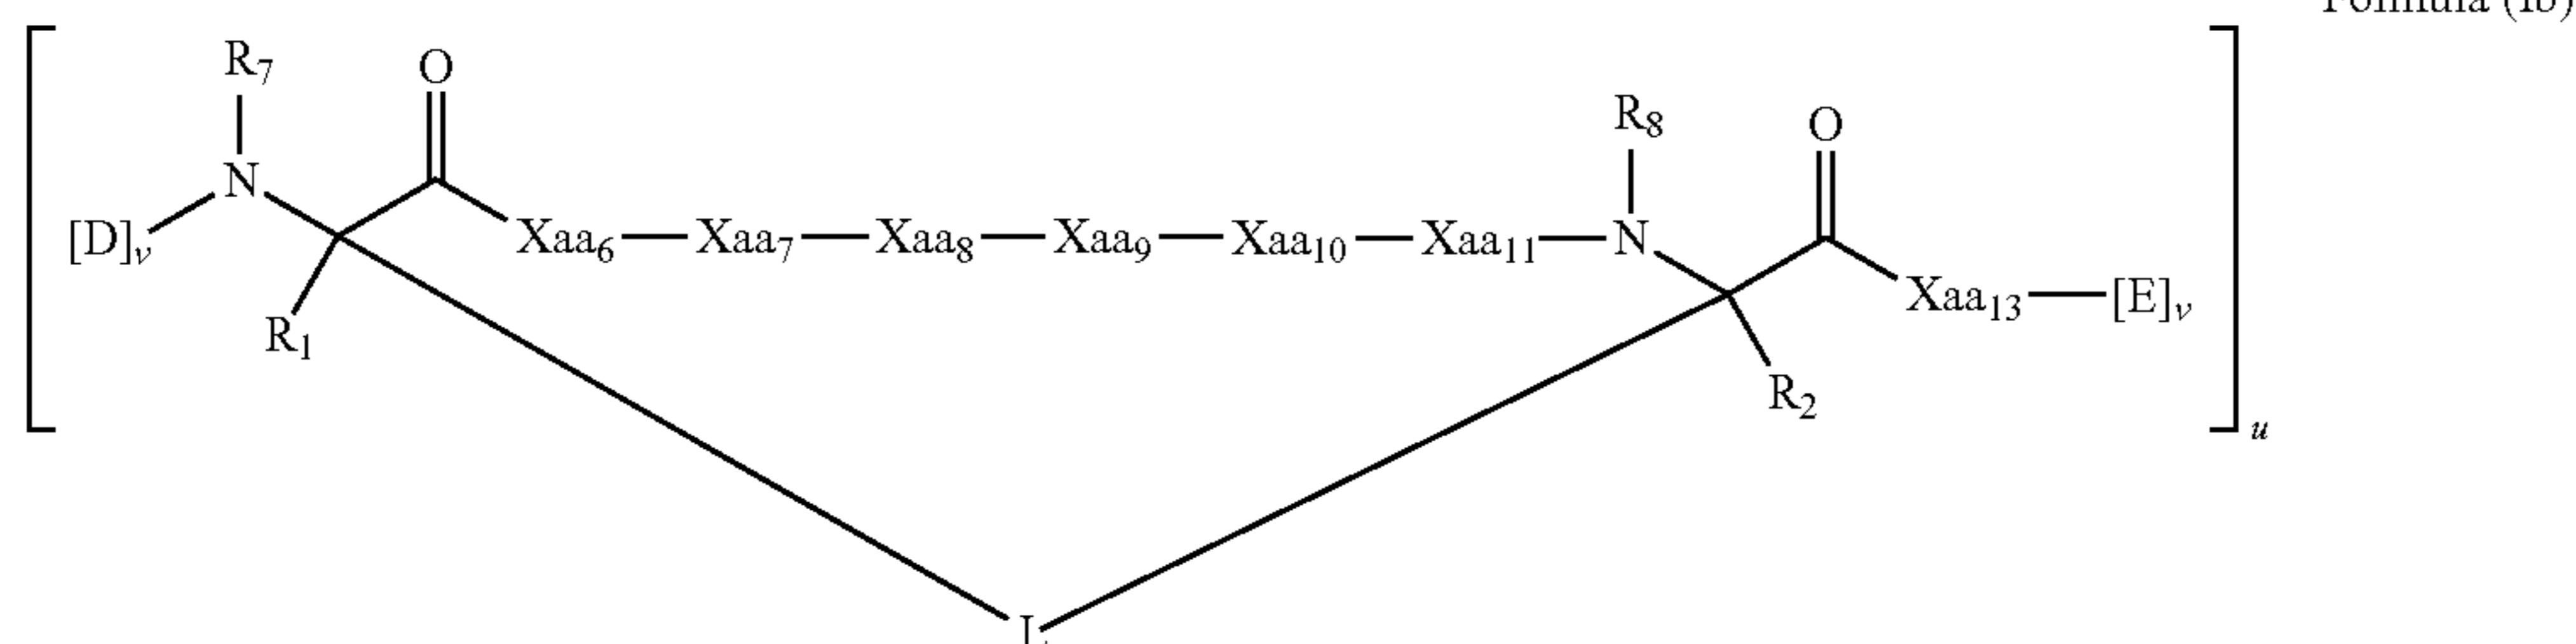 Formula (Ib)
R7 O
R8 O
N
[D]v Xaa6—Xaa7—Xaa8—Xaa9—Xaa10—Xaa11—N
Xaa13—[E]v
R1
R2
u
L